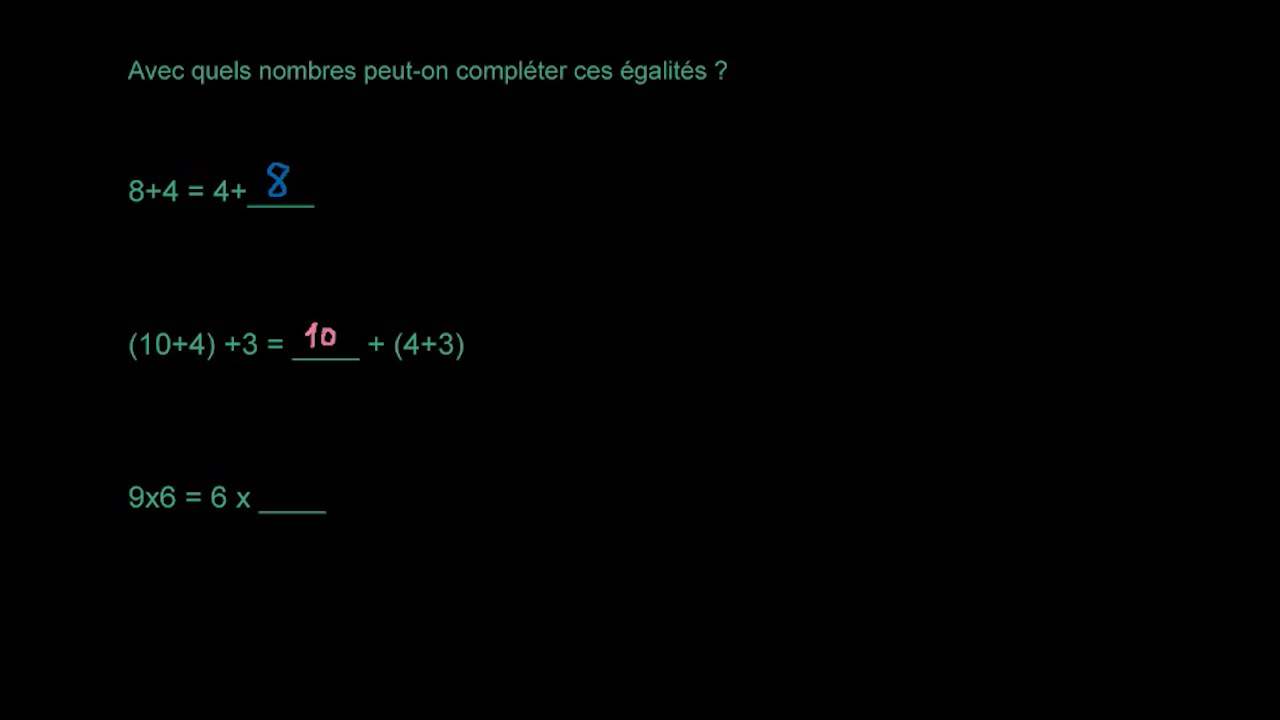 Avec quels nombres peut-on compléter ces égalités ?
8+4 = 4+ 8
(10+4) +3 = 10 + (4+3)
9x6 = 6 x ____